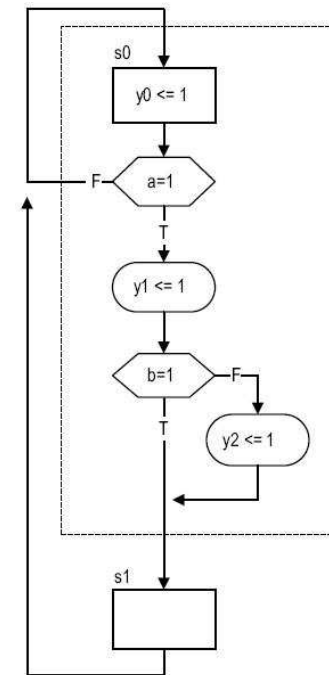 s0
y0 <= 1
F
a=1
T
y1 <= 1
b=1
F
T
y2 <= 1
s1